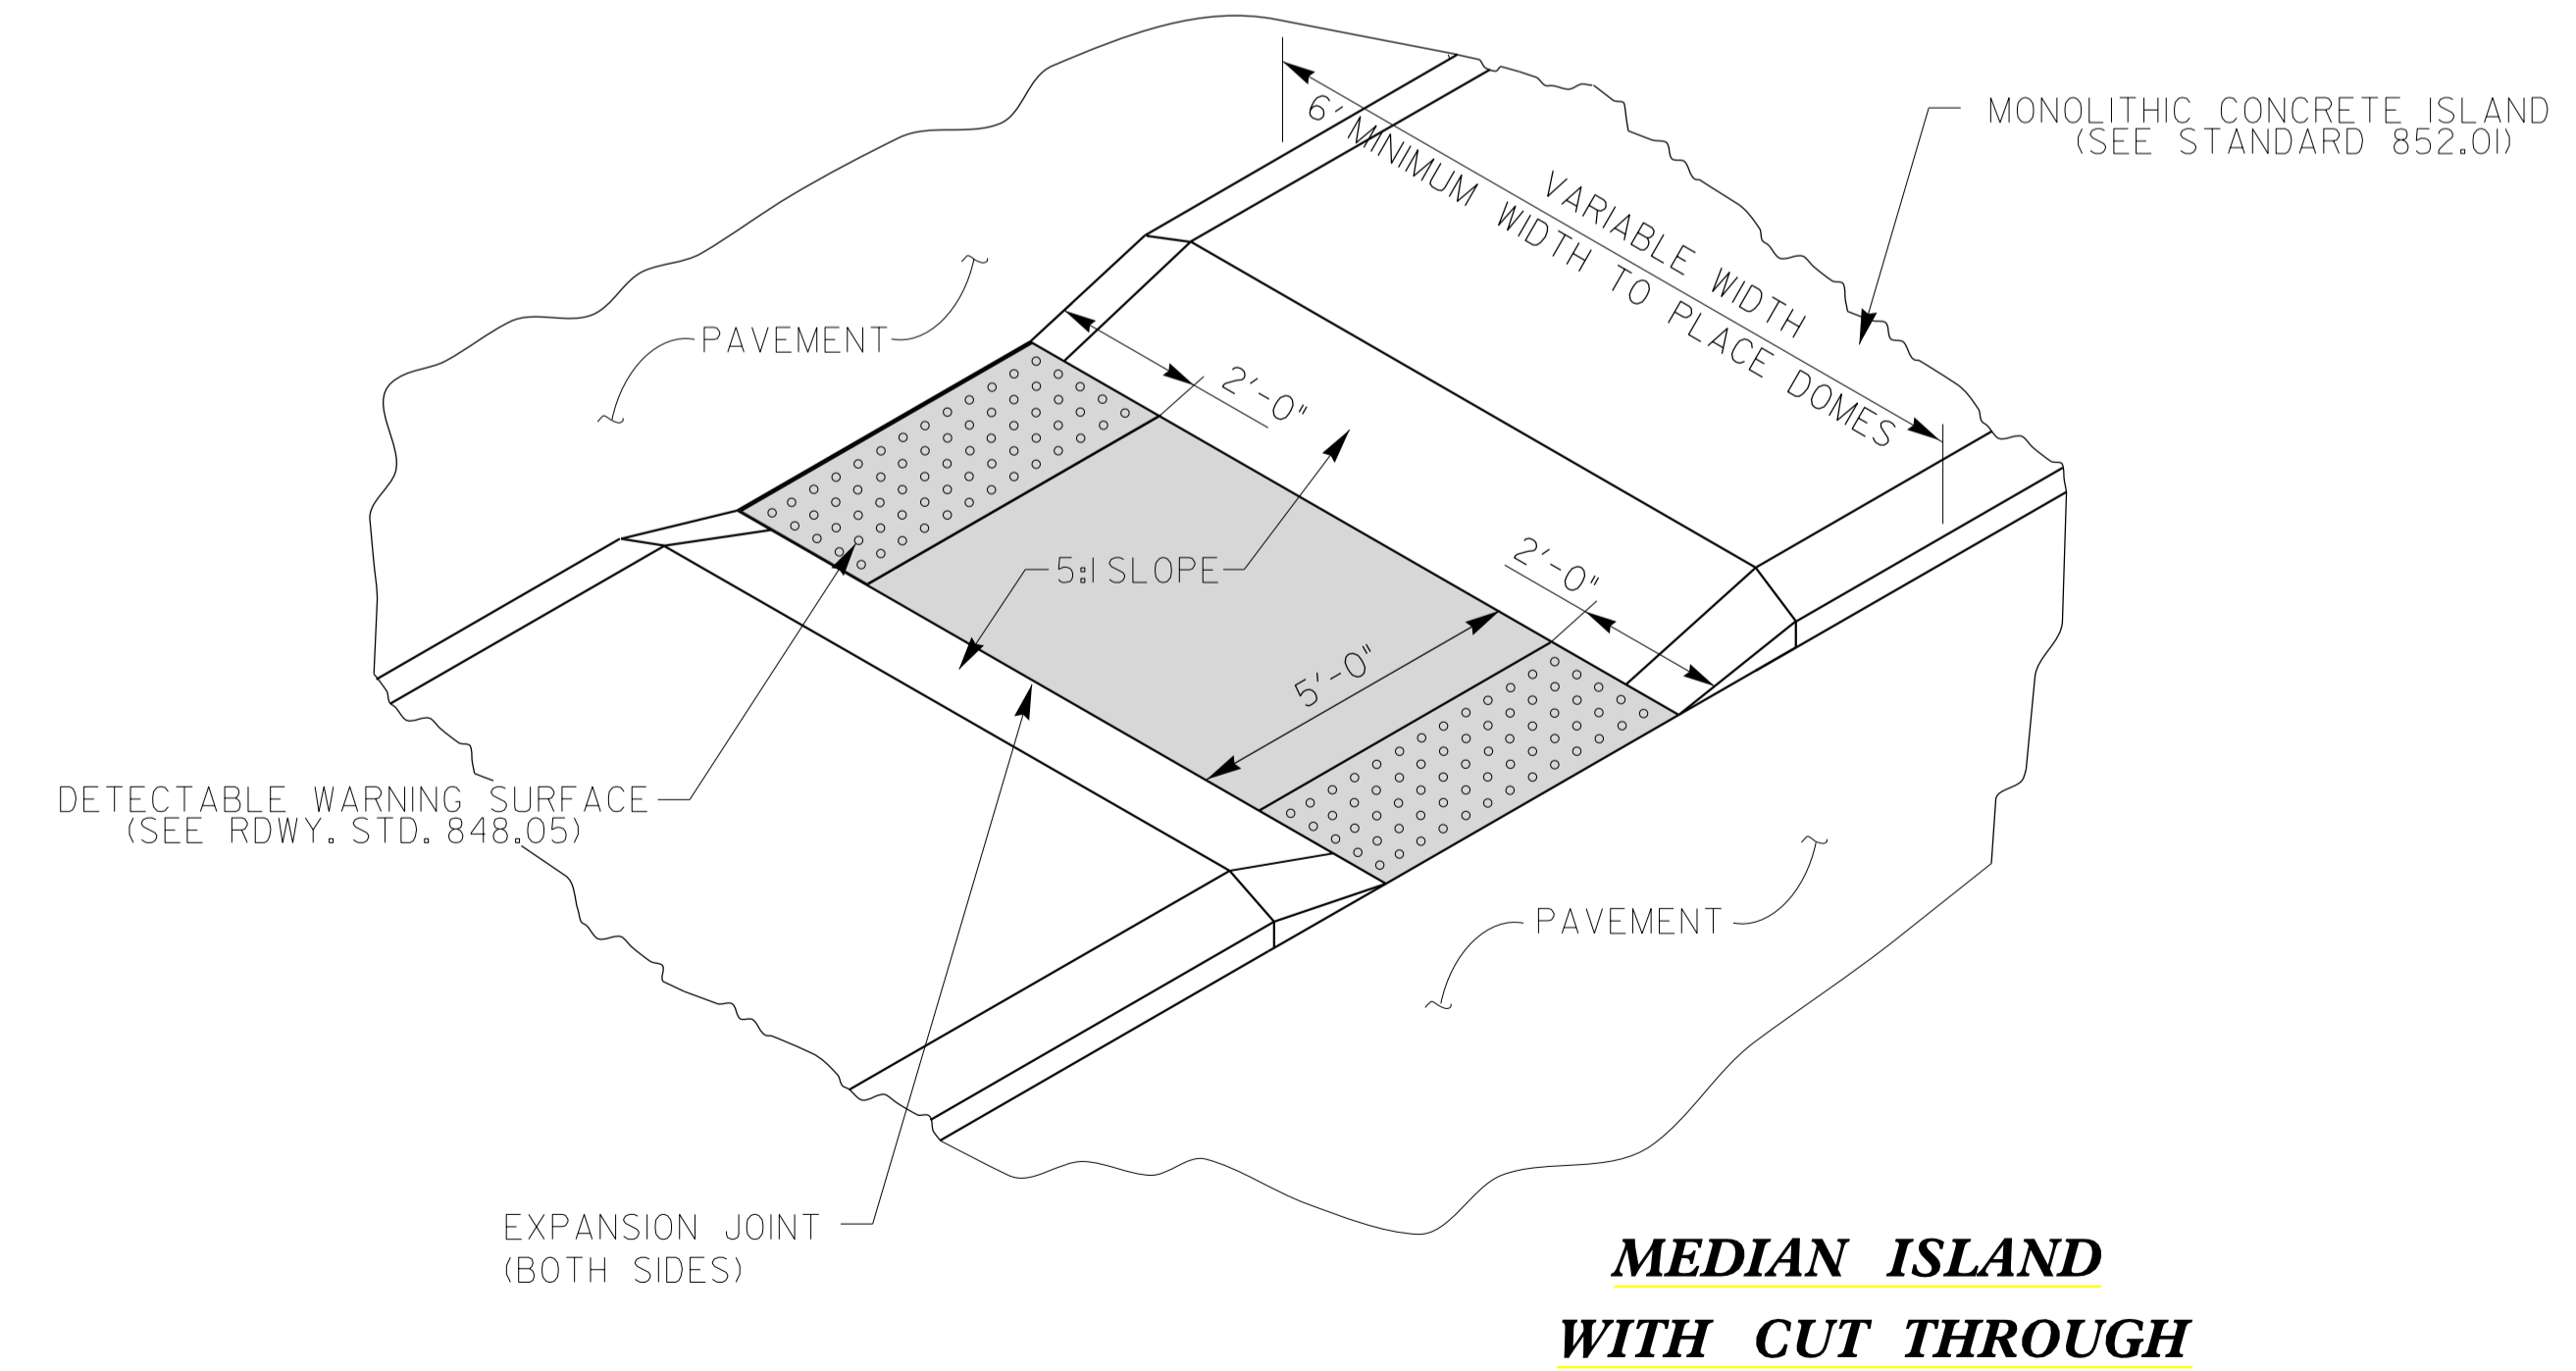 MONOLITHIC CONCRETE ISLAND
(SEE STANDARD 852.01)
VARIABLE WIDTH
6' MINIMUM WIDTH TO PLACE DOMES
PAVEMENT
2'-0"
5:1 SLOPE
2'-0"
5'-0"
DETECTABLE WARNING SURFACE
(SEE RDWY. STD. 848.05)
PAVEMENT
EXPANSION JOINT
(BOTH SIDES)
MEDIAN ISLAND
WITH CUT THROUGH